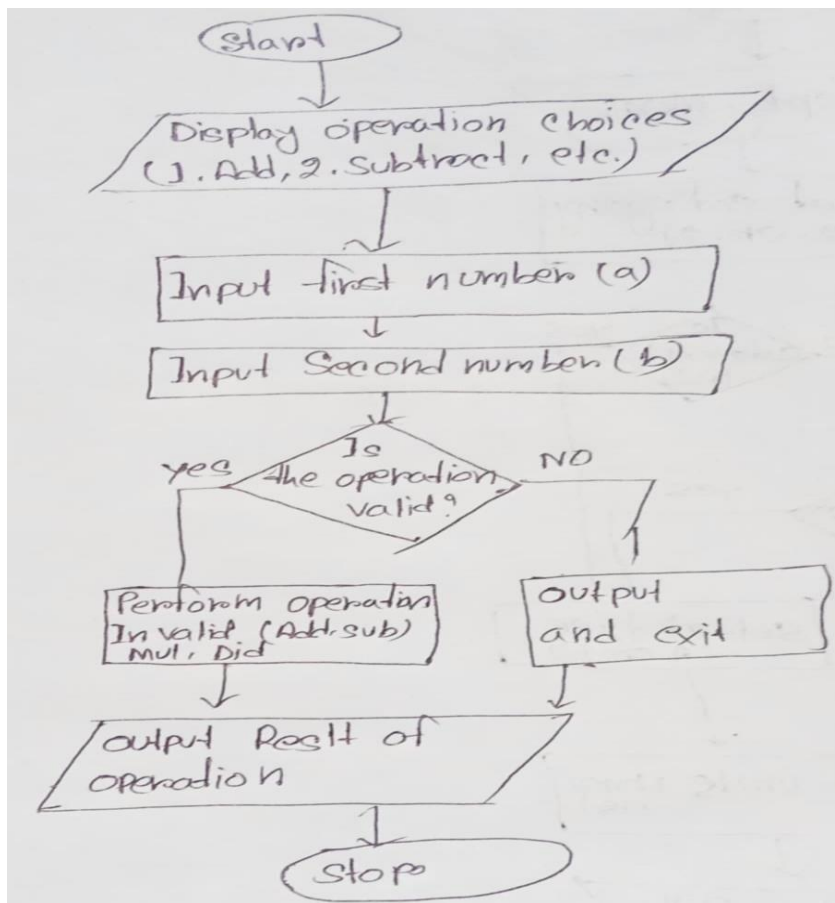 Start
Display operation choices
(1. Add, 2. Subtract, etc.)
Input first number (a)
Input Second number (b)
Is
the operation
valid?
yes
NO
Perform operation
In valid (Add, sub)
Mul, Did
output
and exit
output Reslt of
operation
Stop